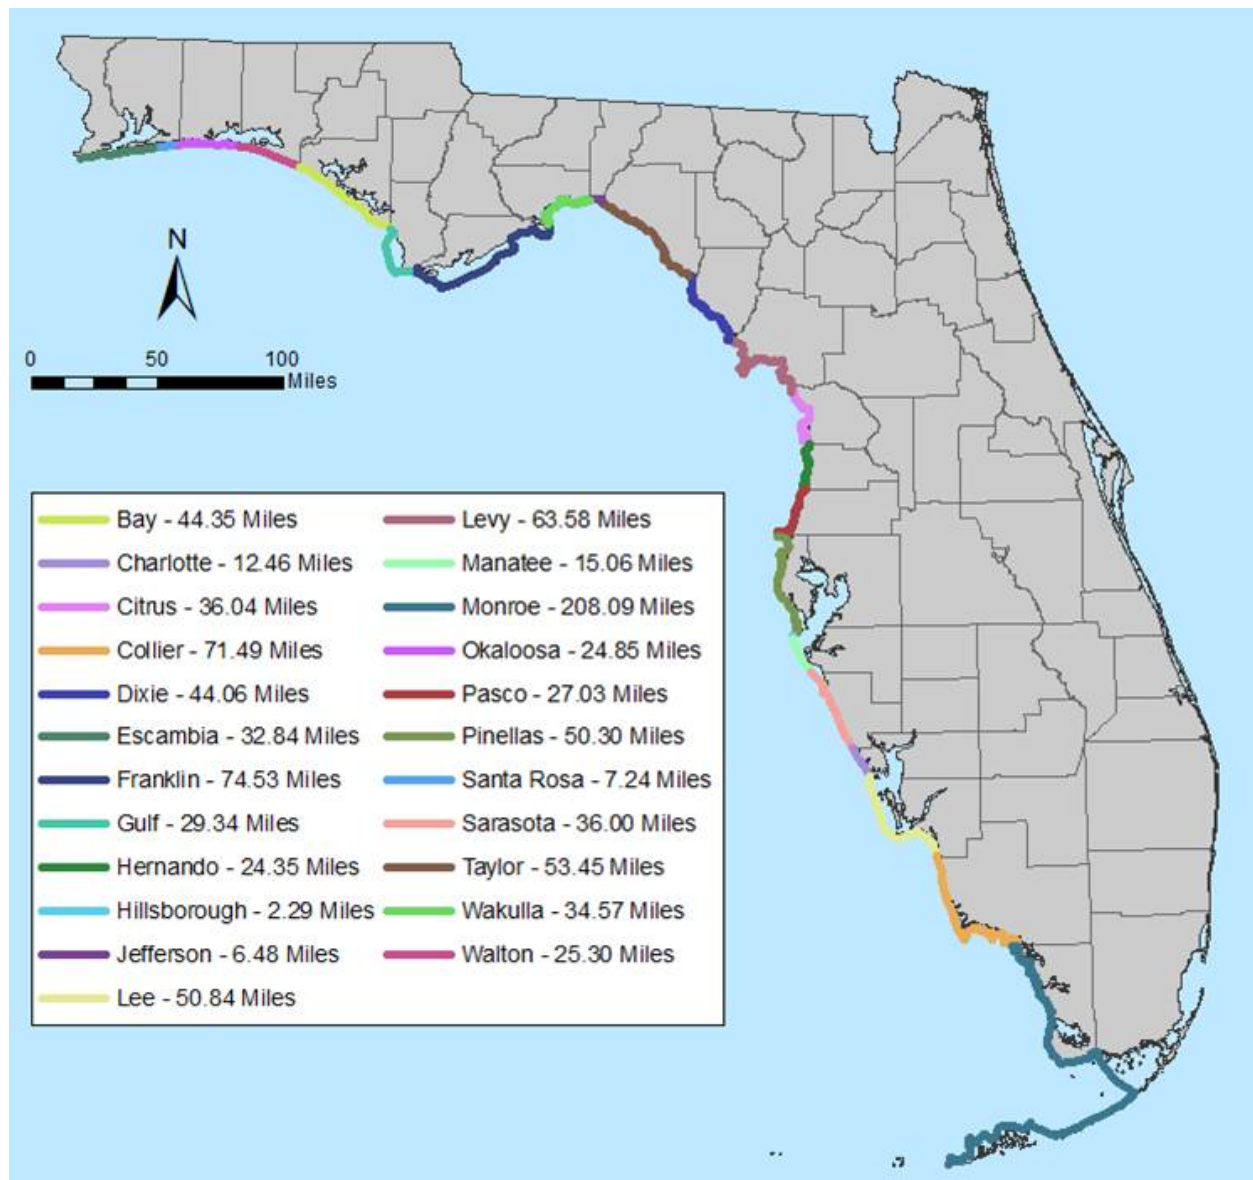 N
0 50 100
Miles
Bay - 44.35 Miles
Charlotte - 12.46 Miles
Citrus - 36.04 Miles
Collier - 71.49 Miles
Dixie - 44.06 Miles
Escambia - 32.84 Miles
Franklin - 74.53 Miles
Gulf - 29.34 Miles
Hernando - 24.35 Miles
Hillsborough - 2.29 Miles
Jefferson - 6.48 Miles
Lee - 50.84 Miles
Levy - 63.58 Miles
Manatee - 15.06 Miles
Monroe - 208.09 Miles
Okaloosa - 24.85 Miles
Pasco - 27.03 Miles
Pinellas - 50.30 Miles
Santa Rosa - 7.24 Miles
Sarasota - 36.00 Miles
Taylor - 53.45 Miles
Wakulla - 34.57 Miles
Walton - 25.30 Miles